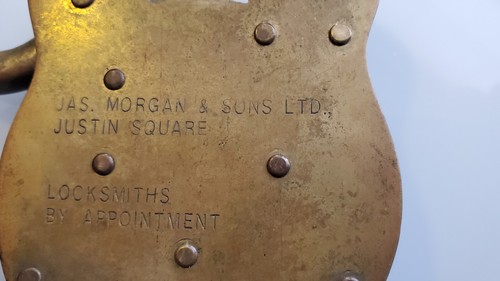 JAS. MORGAN & SONS LTD.
JUSTIN SQUARE
LOCKSMITHS
BY APPOINTMENT